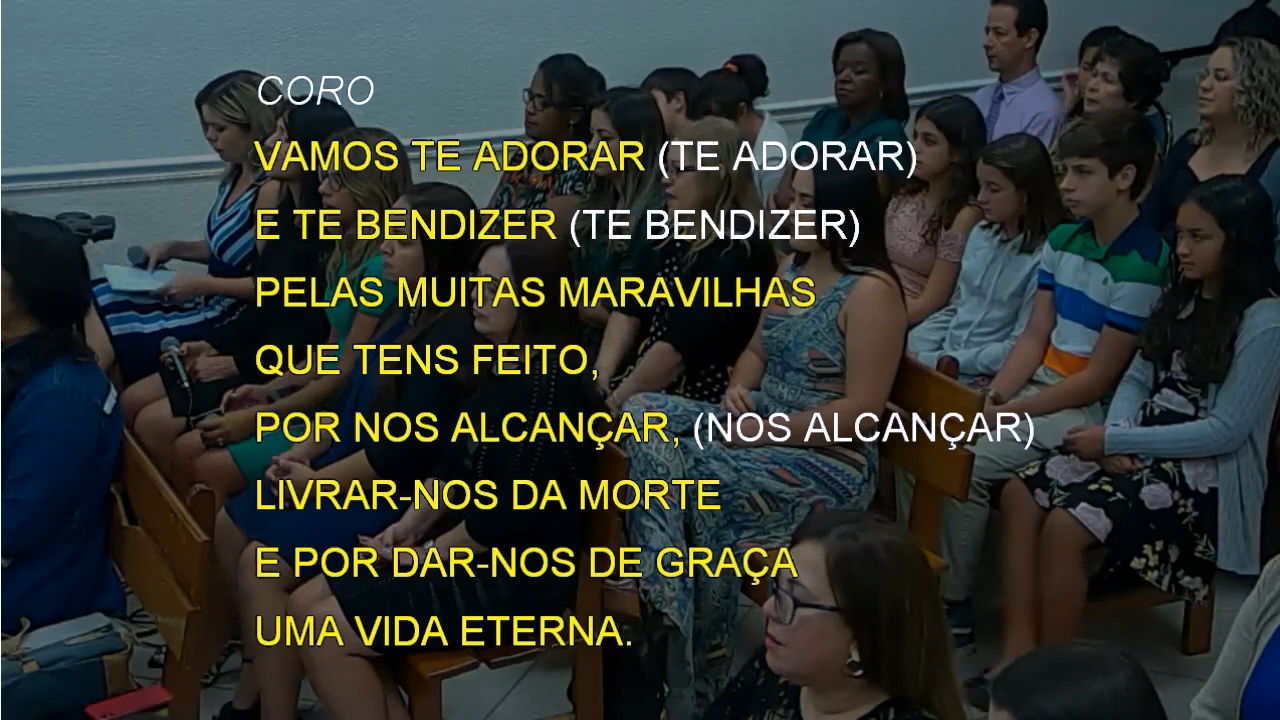 CORO
VAMOS TE ADORAR (TE ADORAR)
E TE BENDIZER (TE BENDIZER)
PELAS MUITAS MARAVILHAS
QUE TENS FEITO,
POR NOS ALCANÇAR, (NOS ALCANÇAR)
LIVRAR-NOS DA MORTE
E POR DAR-NOS DE GRAÇA
UMA VIDA ETERNA.